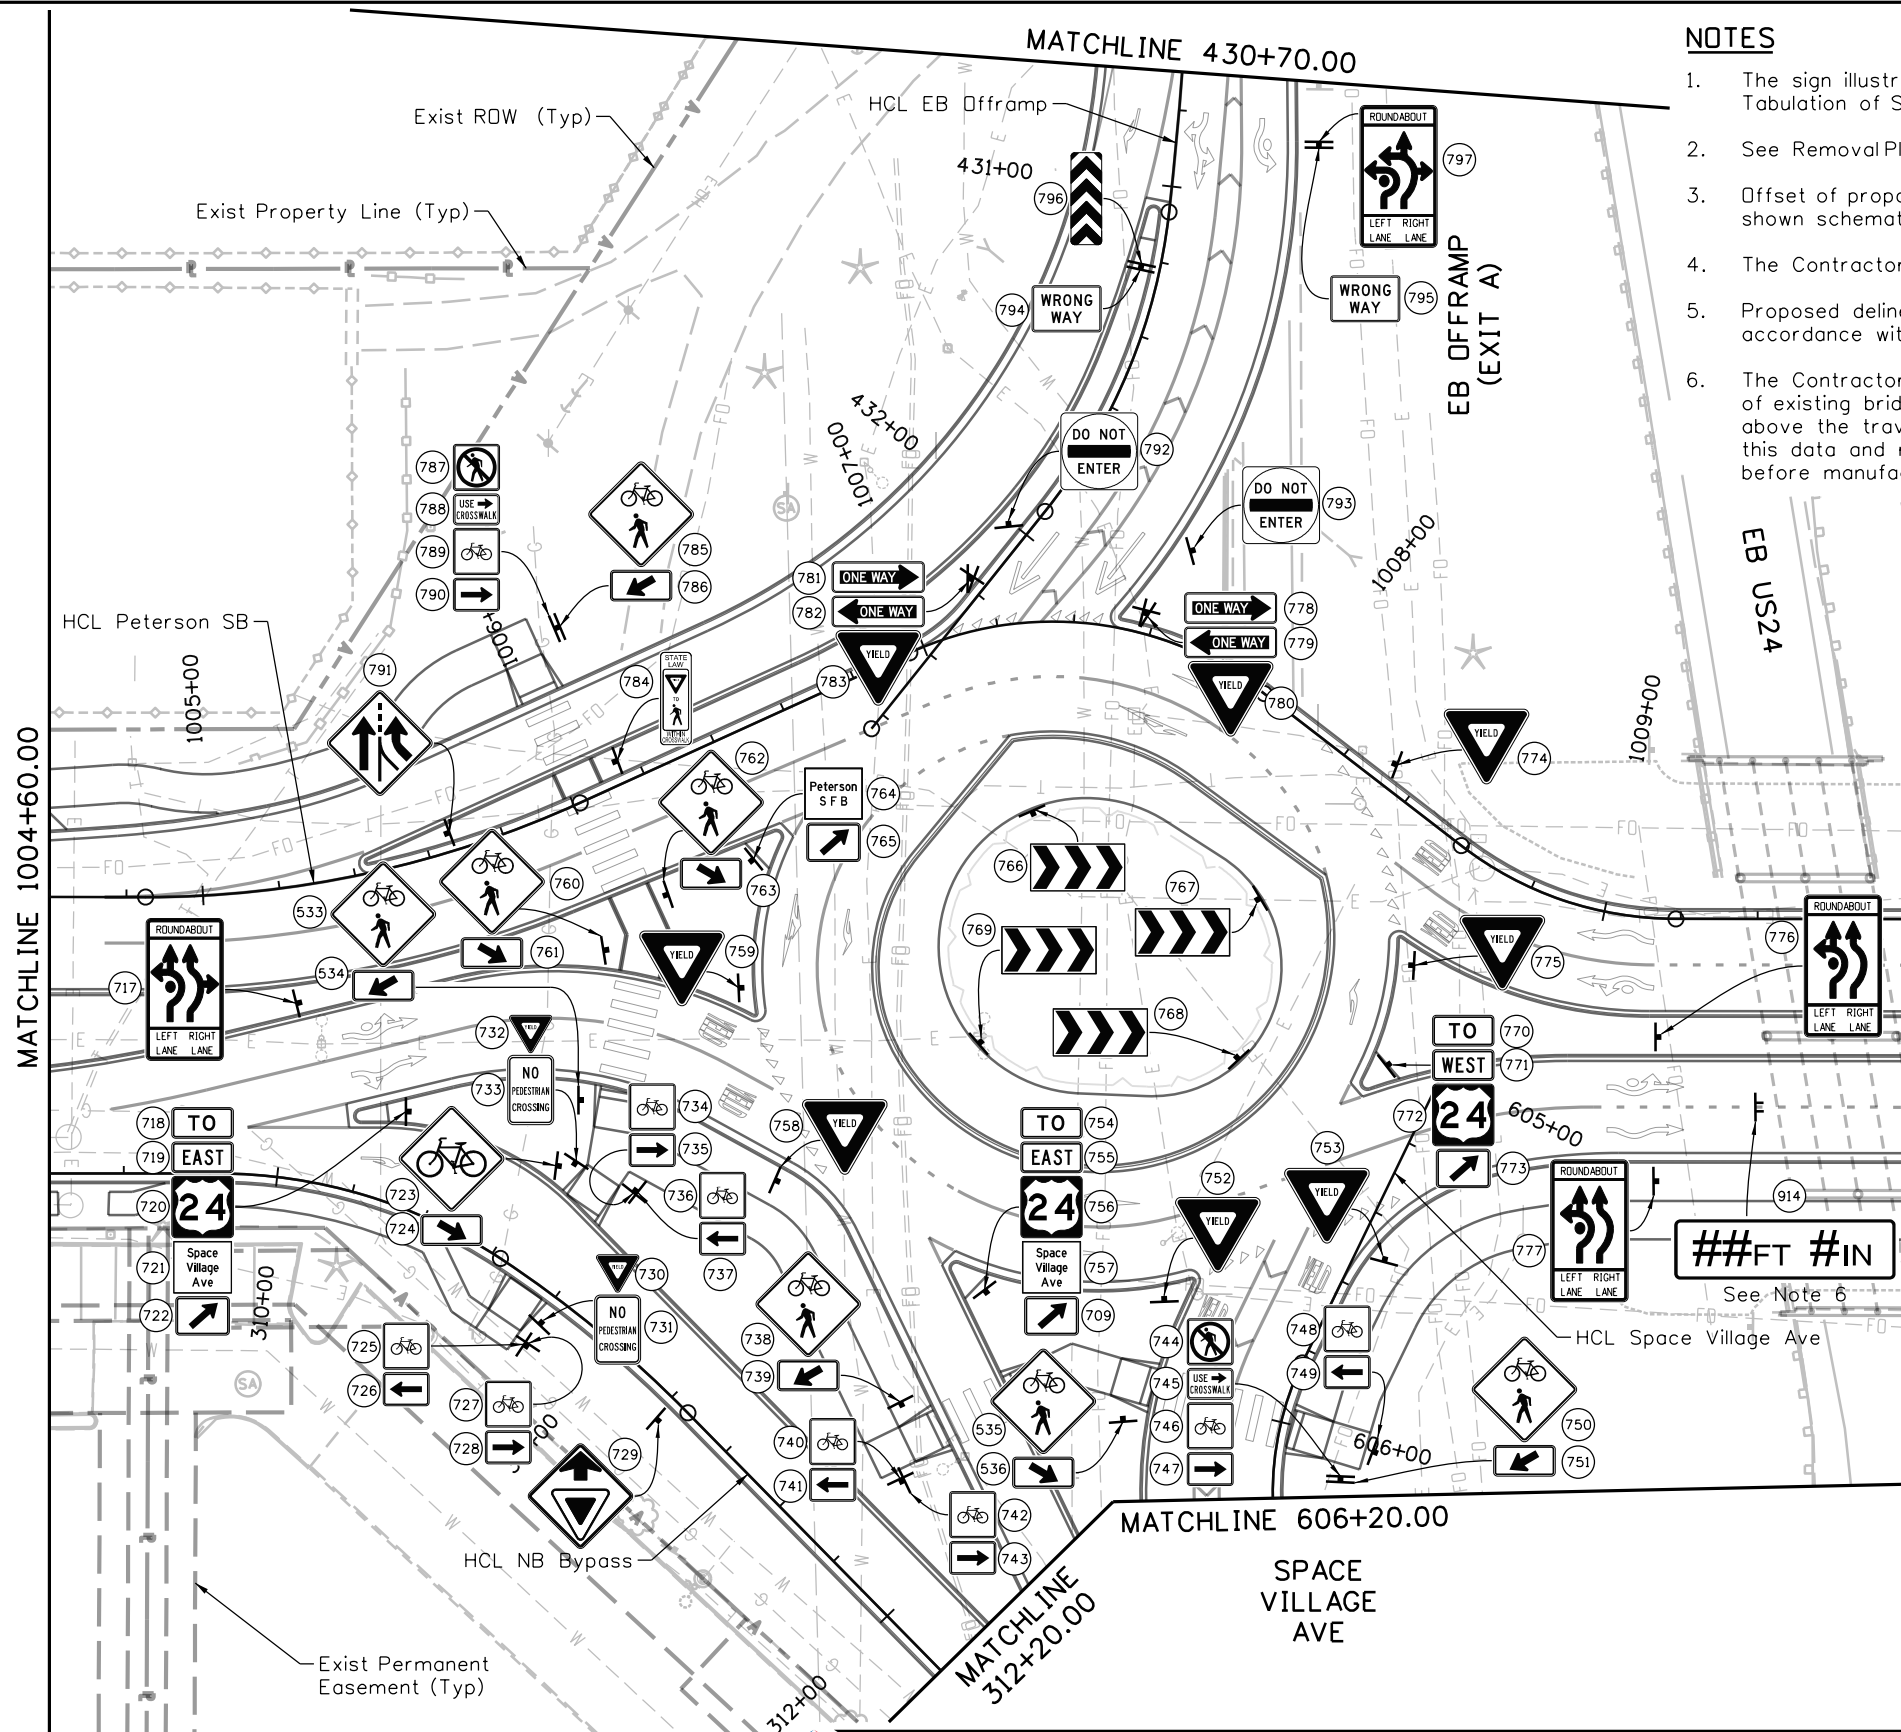 MATCHLINE 430+70.00
NOTES
1. The sign illustr
Tabulation of S
2. See Removal Pl
3. Offset of propo
shown schemat
4. The Contractor
5. Proposed deline
accordance wit
6. The Contractor
of existing brid
above the trav
this data and r
before manufa
HCL EB Offramp
Exist ROW (Typ)
Exist Property Line (Typ)
431+00
796
ROUNDABOUT
LEFT RIGHT
LANE LANE
797
794
WRONG
WAY
WRONG
WAY
795
EB OFFRAMP
(EXIT A)
432+00
1007+00
DO NOT
ENTER
792
DO NOT
ENTER
793
1008+00
EB US24
787
788
USE
CROSSWALK
789
790
785
786
SA
1006+
781
ONE WAY
782
ONE WAY
YIELD
783
ONE WAY
778
ONE WAY
779
YIELD
780
HCL Peterson SB
1005+00
791
784
STATE
LAW
TO
WITHIN
CROSSWALK
YIELD
774
1009+00
MATCHLINE 1004+60.00
762
763
Peterson
SFB
764
765
766
767
769
768
760
761
533
534
YIELD
759
YIELD
775
ROUNDABOUT
LEFT RIGHT
LANE LANE
717
ROUNDABOUT
LEFT RIGHT
LANE LANE
776
732
YIELD
733
NO
PEDESTRIAN
CROSSING
734
735
736
737
TO
770
WEST
771
772
24
773
605+00
718
TO
719
EAST
720
24
721
Space
Village
Ave
722
310+00
723
724
758
YIELD
TO
754
EAST
755
24
756
Space
Village
Ave
757
709
752
YIELD
753
YIELD
ROUNDABOUT
LEFT RIGHT
LANE LANE
777
914
##FT #IN
See Note 6
HCL Space Village Ave
YIELD
730
NO
PEDESTRIAN
CROSSING
731
725
726
727
728
729
SA
738
739
740
741
742
743
535
536
744
745
USE
CROSSWALK
746
747
748
749
750
751
606+00
HCL NB Bypass
MATCHLINE 606+20.00
SPACE
VILLAGE
AVE
MATCHLINE
312+20.00
312+00
Exist Permanent
Easement (Typ)